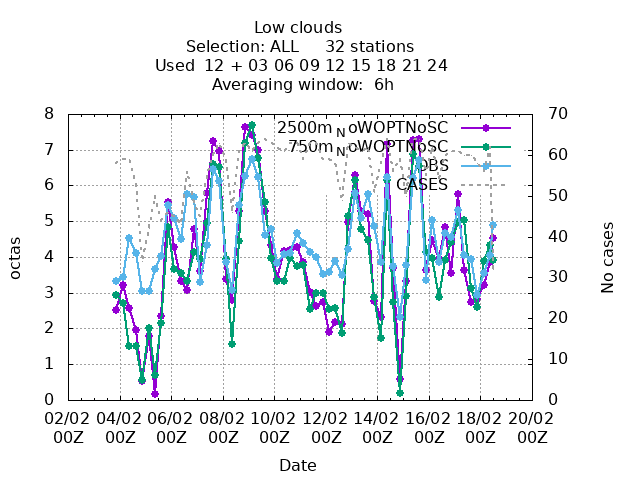 Low clouds
Selection: ALL 32 stations
Used 12 + 03 06 09 12 15 18 21 24
Averaging window: 6h
8 7 6 5 4 3 2 1 0
70 60 50 40 30 20 10 0
2500m NoWOPTNoSC
750m NoWOPTNoSC
OBS
CASES
octas
No cases
02/02 04/02 06/02 08/02 10/02 12/02 14/02 16/02 18/02 20/02
00Z 00Z 00Z 00Z 00Z 00Z 00Z 00Z 00Z 00Z
Date